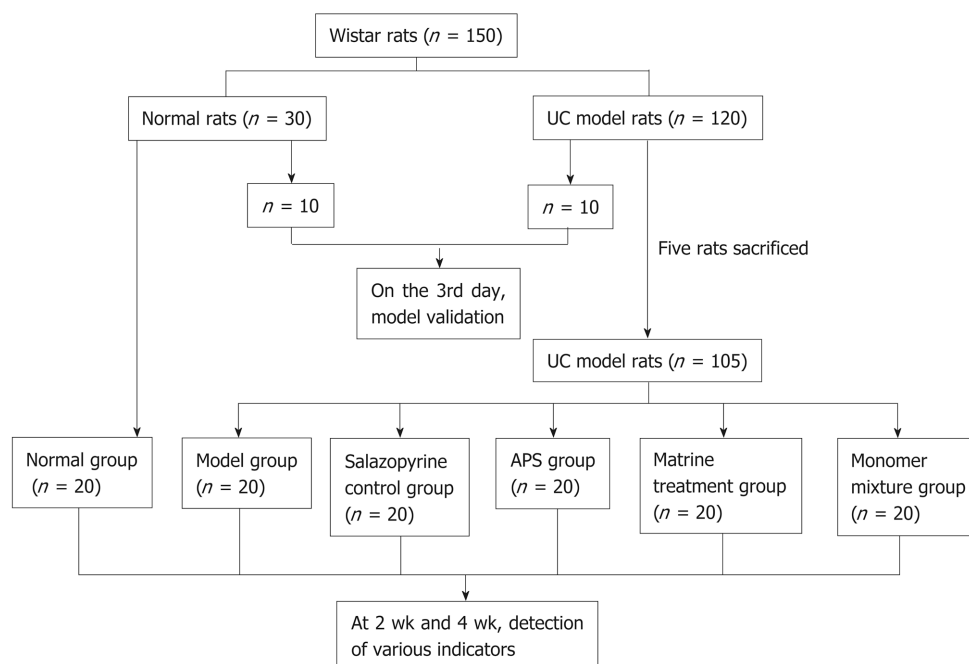 Wistar rats (n = 150)
Normal rats (n = 30)
UC model rats (n = 120)
n = 10
n = 10
Five rats sacrificed
On the 3rd day,
model validation
UC model rats (n = 105)
Normal group
(n = 20)
Model group
(n = 20)
Salazopyrine
control group
(n = 20)
APS group
(n = 20)
Matrine
treatment group
(n = 20)
Monomer
mixture group
(n = 20)
At 2 wk and 4 wk, detection
of various indicators